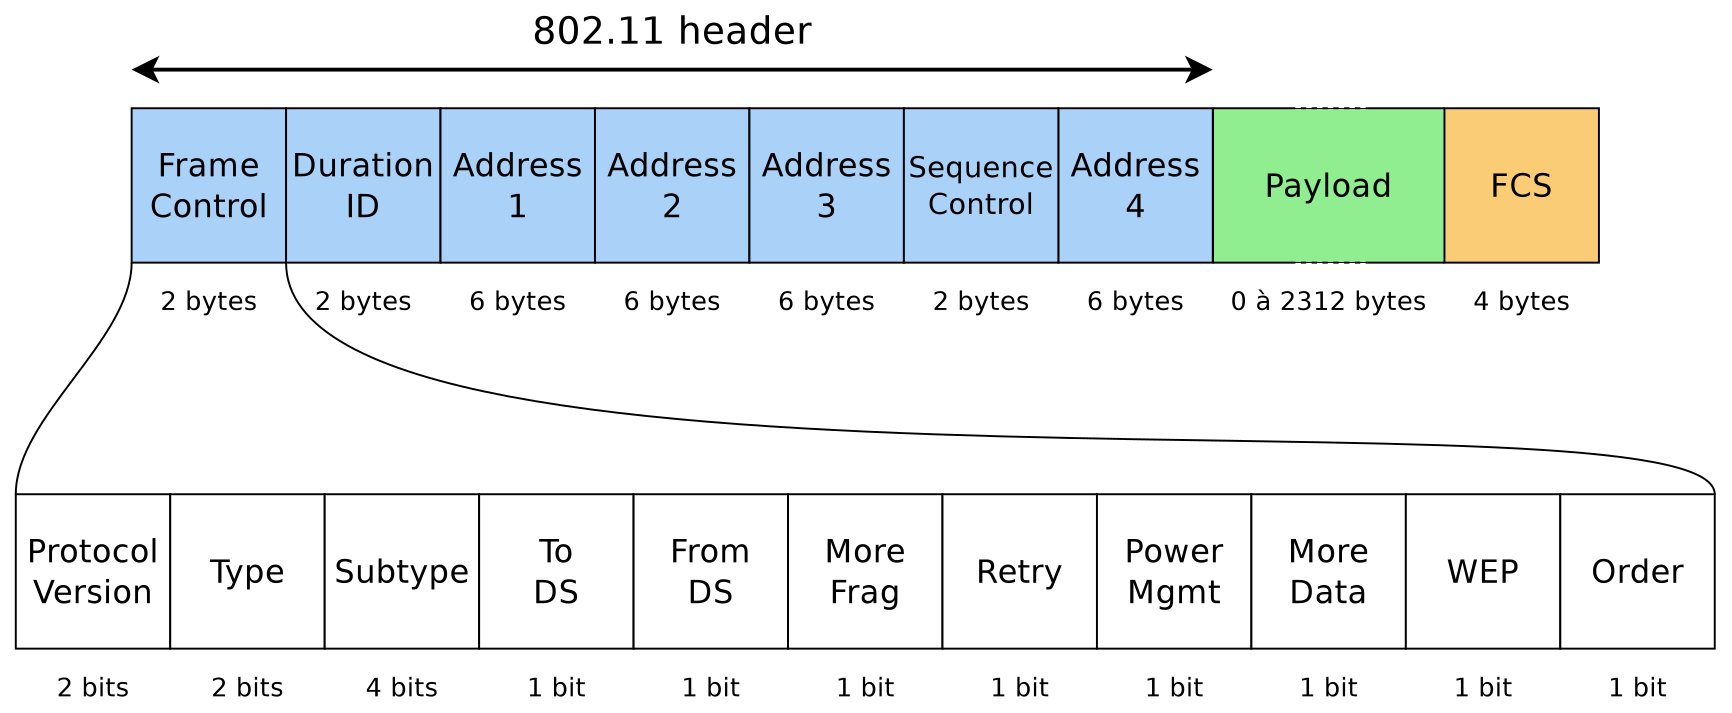 802.11 header
Frame
Control
Duration
ID
Address
1
Address
2
Address
3
Sequence
Control
Address
4
Payload
FCS
2 bytes
2 bytes
6 bytes
6 bytes
6 bytes
2 bytes
6 bytes
0 à 2312 bytes
4 bytes
Protocol
Version
Type
Subtype
To
DS
From
DS
More
Frag
Retry
Power
Mgmt
More
Data
WEP
Order
2 bits
2 bits
4 bits
1 bit
1 bit
1 bit
1 bit
1 bit
1 bit
1 bit
1 bit